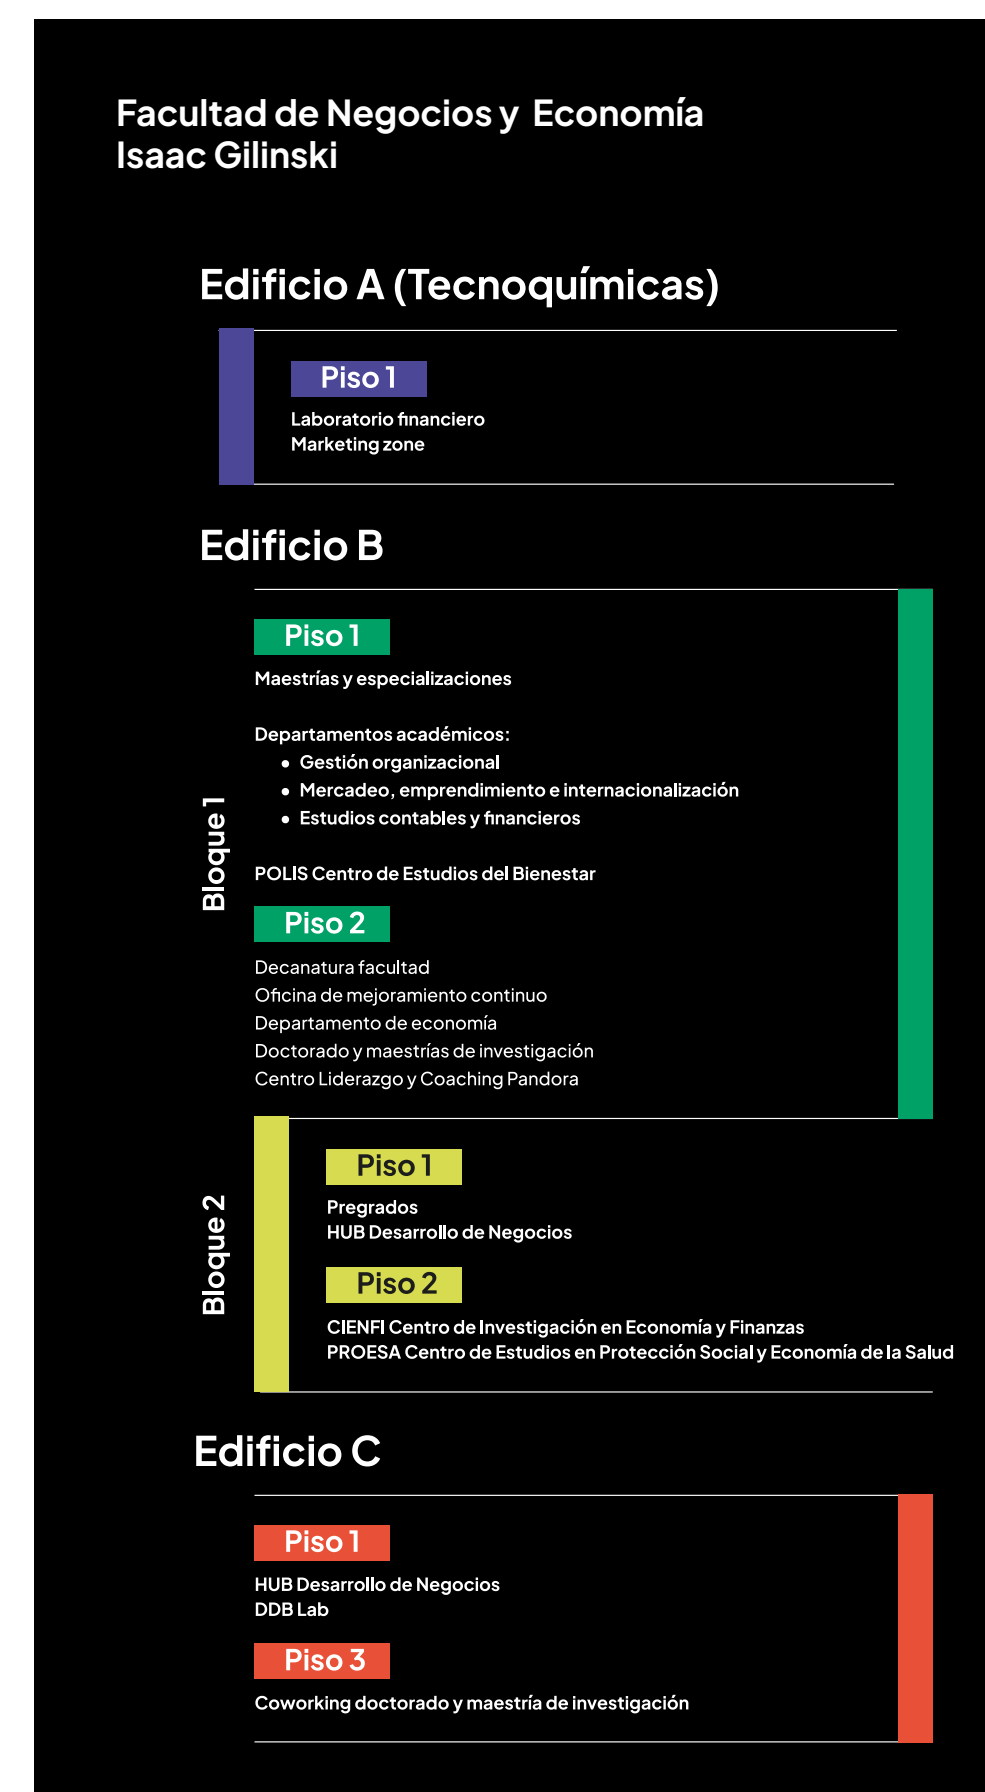 Facultad de Negocios y Economía
Isaac Gilinski
Edificio A (Tecnoquímicas)
Piso 1
Laboratorio financiero
Marketing zone
Edificio B
Bloque 1
Piso 1
Maestrías y especializaciones
Departamentos académicos:
• Gestión organizacional
• Mercadeo, emprendimiento e internacionalización
• Estudios contables y financieros
POLIS Centro de Estudios del Bienestar
Piso 2
Decanatura facultad
Oficina de mejoramiento continuo
Departamento de economía
Doctorado y maestrías de investigación
Centro Liderazgo y Coaching Pandora
Bloque 2
Piso 1
Pregrados
HUB Desarrollo de Negocios
Piso 2
CIENFI Centro de Investigación en Economía y Finanzas
PROESA Centro de Estudios en Protección Social y Economía de la Salud
Edificio C
Piso 1
HUB Desarrollo de Negocios
DDB Lab
Piso 3
Coworking doctorado y maestría de investigación